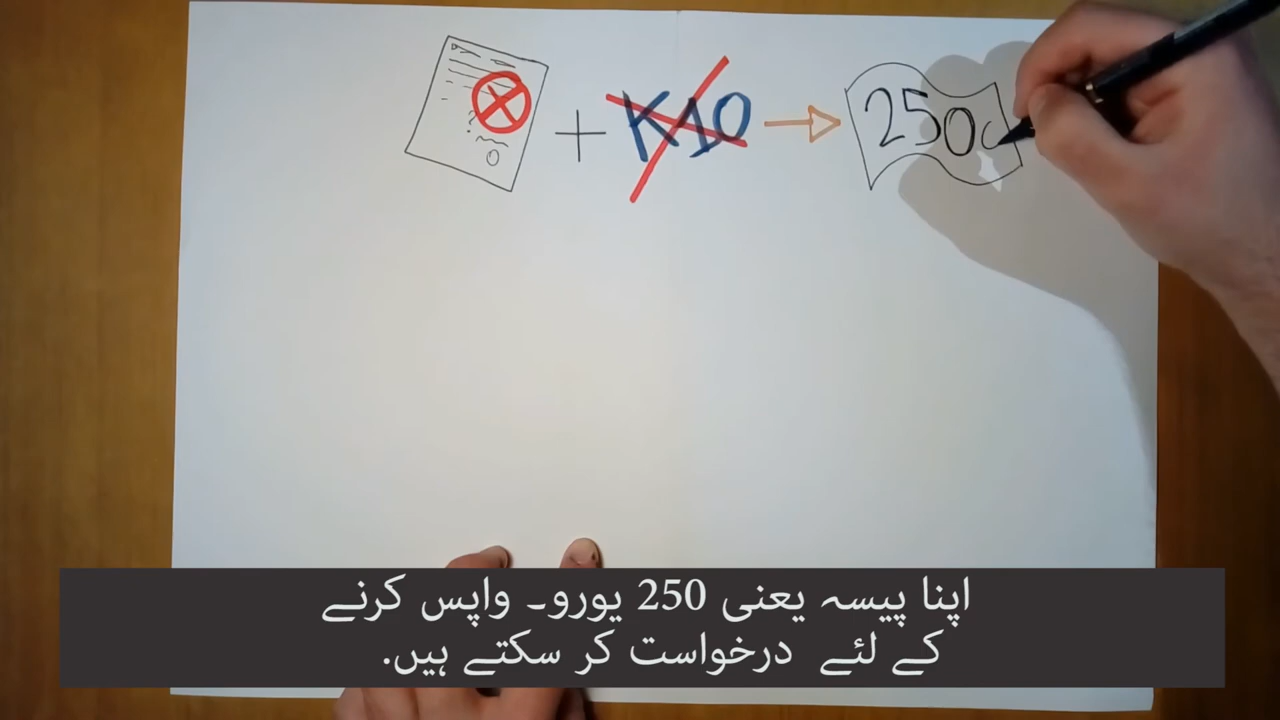 + K10 → 250
اپنا پیسہ یعنی 250 یورو۔ واپس کرنے
کے لئے درخواست کر سکتے ہیں.